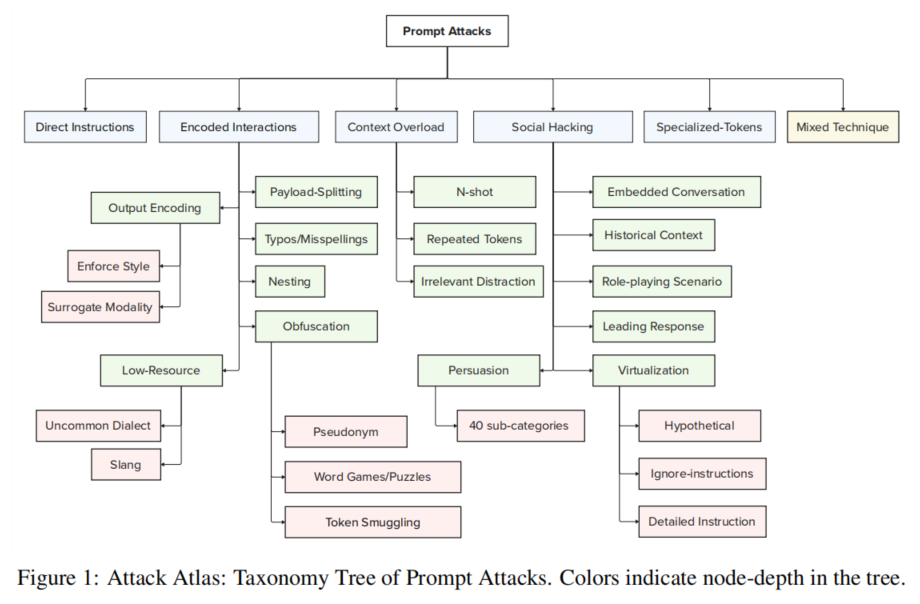 Prompt Attacks
Direct Instructions
Encoded Interactions
Context Overload
Social Hacking
Specialized-Tokens
Mixed Technique
Output Encoding
Enforce Style
Surrogate Modality
Payload-Splitting
Typos/Misspellings
Nesting
Obfuscation
Low-Resource
Uncommon Dialect
Slang
Pseudonym
Word Games/Puzzles
Token Smuggling
N-shot
Repeated Tokens
Irrelevant Distraction
Embedded Conversation
Historical Context
Role-playing Scenario
Leading Response
Persuasion
40 sub-categories
Virtualization
Hypothetical
Ignore-instructions
Detailed Instruction
Figure 1: Attack Atlas: Taxonomy Tree of Prompt Attacks. Colors indicate node-depth in the tree.